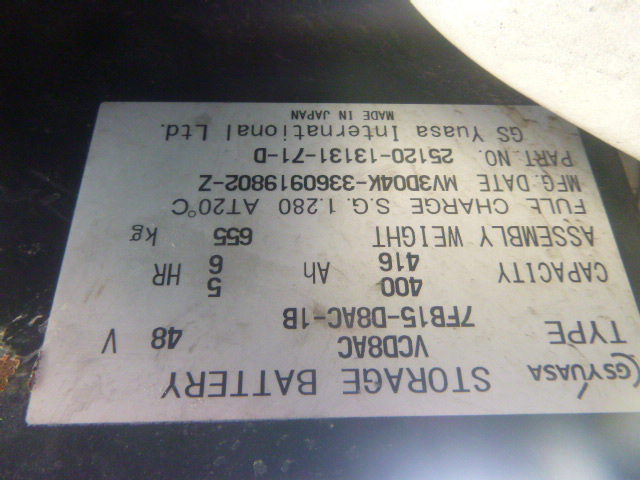 GS YUASA STORAGE BATTERY
TYPE VCD8AC 48 V
7FB15-D8AC-1B
CAPACITY 400 Ah 5 HR
416 6
ASSEMBLY WEIGHT 655 kg
FULL CHARGE S.G. 1.280 AT20°C
MFG. DATE MV3D04K-3360919802-Z
PART. NO. 25120-13131-71-D
GS Yuasa International Ltd.
MADE IN JAPAN